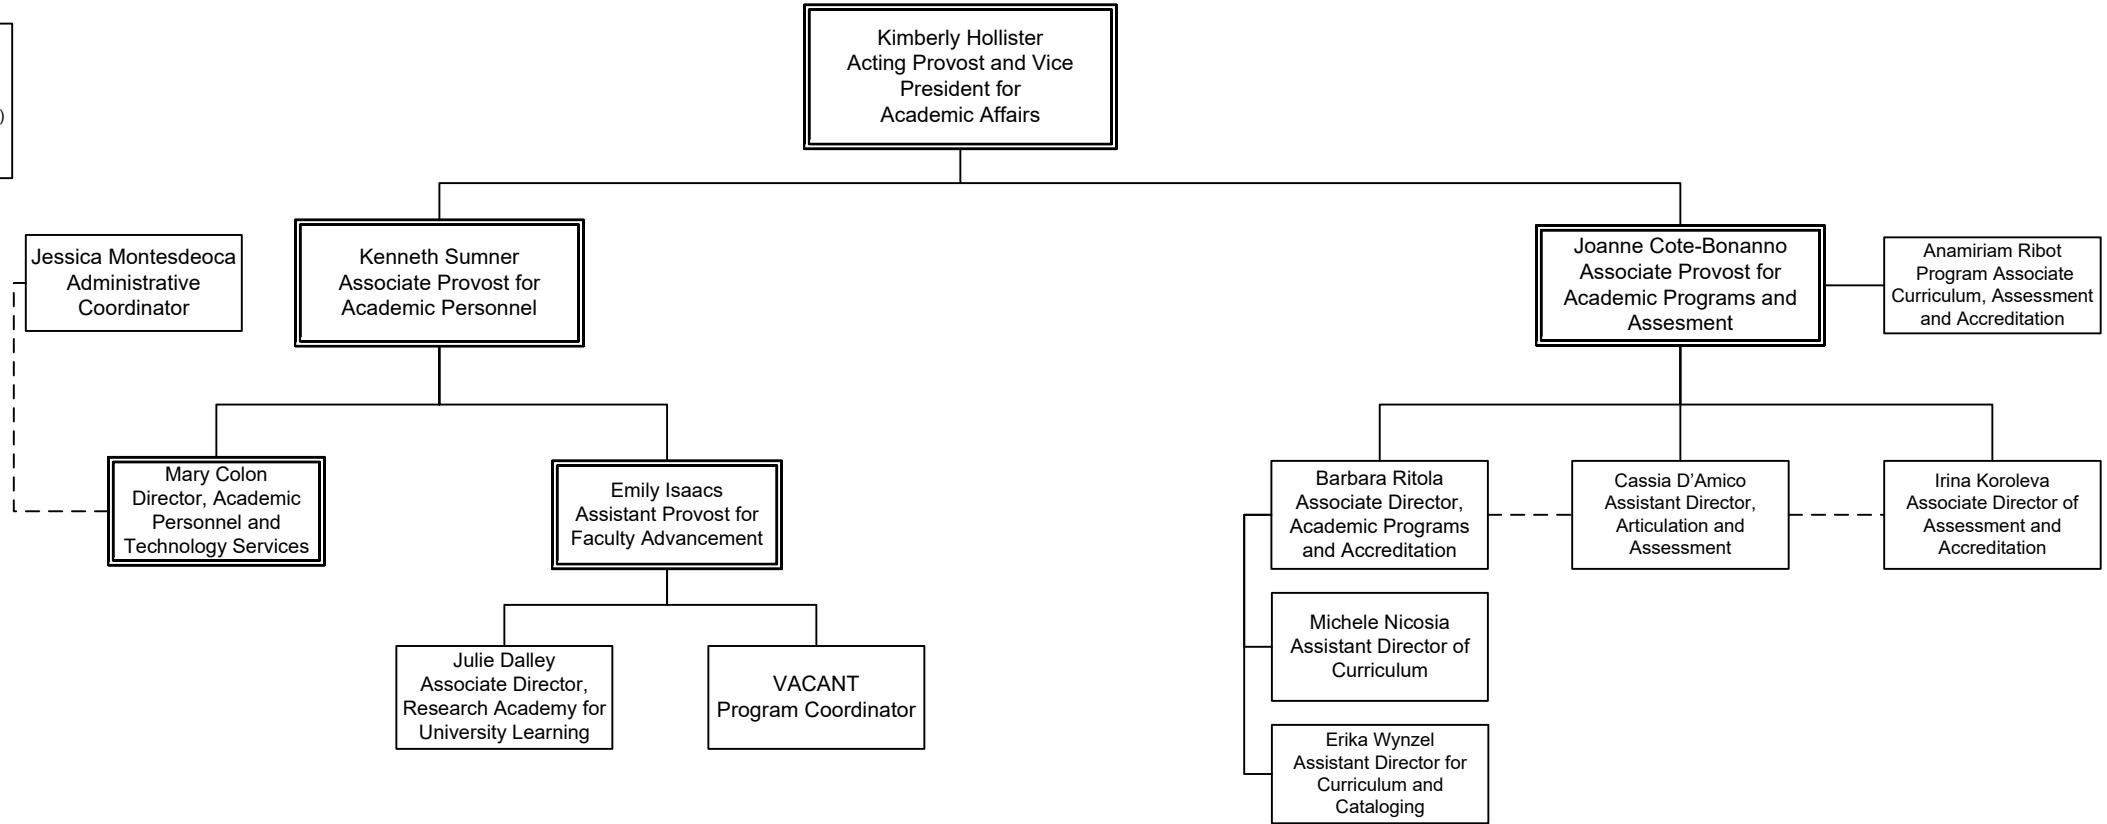 Kimberly Hollister
Acting Provost and Vice
President for
Academic Affairs
)
Jessica Montesdeoca
Administrative
Coordinator
Kenneth Sumner
Associate Provost for
Academic Personnel
Joanne Cote-Bonanno
Associate Provost for
Academic Programs and
Assesment
Anamiriam Ribot
Program Associate
Curriculum, Assessment
and Accreditation
Mary Colon
Director, Academic
Personnel and
Technology Services
Emily Isaacs
Assistant Provost for
Faculty Advancement
Barbara Ritola
Associate Director,
Academic Programs
and Accreditation
Cassia D’Amico
Assistant Director,
Articulation and
Assessment
Irina Koroleva
Associate Director of
Assessment and
Accreditation
Julie Dalley
Associate Director,
Research Academy for
University Learning
VACANT
Program Coordinator
Michele Nicosia
Assistant Director of
Curriculum
Erika Wynzel
Assistant Director for
Curriculum and
Cataloging